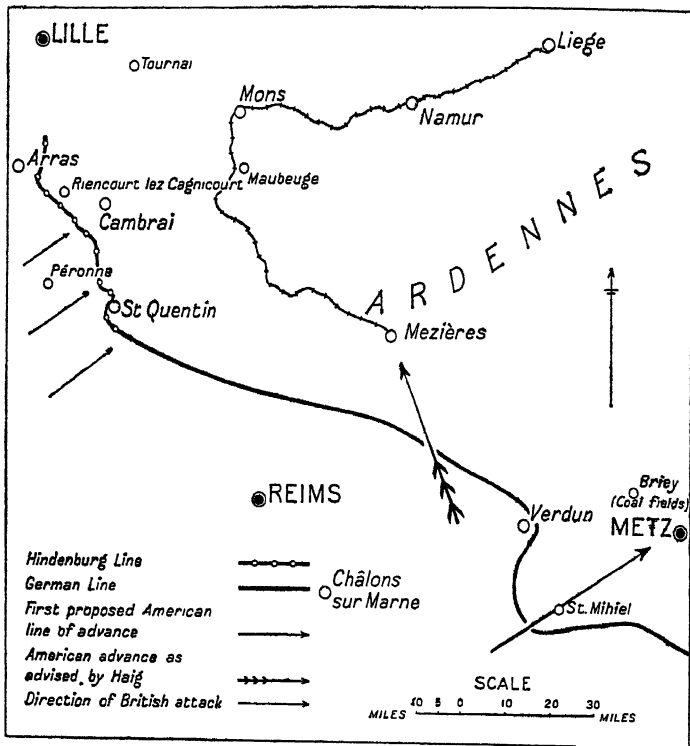 LILLE
Tournai
Liege
Mons
Namur
Arras
Riencourt lez Cagnicourt
Maubeuge
Cambrai
ARDENNES
Péronne
St Quentin
Mezières
REIMS
Briey
(Coal fields)
Verdun
METZ
Hindenburg Line
German Line
Châlons
sur Marne
First proposed American
line of advance
St. Mihiel
American advance as
advised by Haig
SCALE
Direction of British attack
MILES 10 5 0 10 20 30 MILES